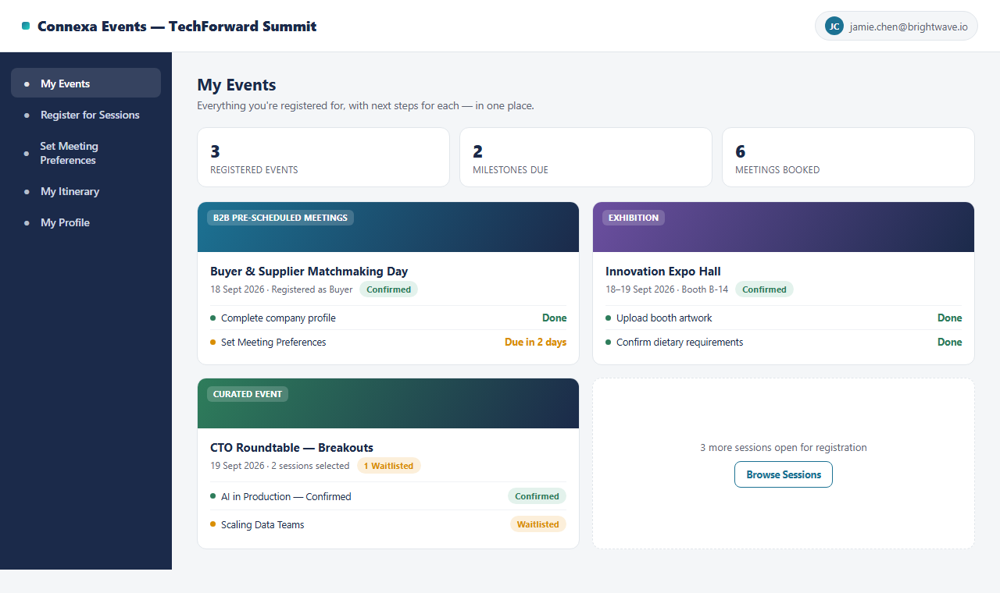 Connexa Events — TechForward Summit
JC
jamie.chen@brightwave.io
My Events
Register for Sessions
Set Meeting
Preferences
My Itinerary
My Profile
My Events
Everything you're registered for, with next steps for each — in one place.
3
REGISTERED EVENTS
2
MILESTONES DUE
6
MEETINGS BOOKED
B2B PRE-SCHEDULED MEETINGS
Buyer & Supplier Matchmaking Day
18 Sept 2026 · Registered as Buyer Confirmed
Complete company profile Done
Set Meeting Preferences Due in 2 days
EXHIBITION
Innovation Expo Hall
18–19 Sept 2026 · Booth B-14 Confirmed
Upload booth artwork Done
Confirm dietary requirements Done
CURATED EVENT
CTO Roundtable — Breakouts
19 Sept 2026 · 2 sessions selected 1 Waitlisted
AI in Production — Confirmed Confirmed
Scaling Data Teams Waitlisted
3 more sessions open for registration
Browse Sessions